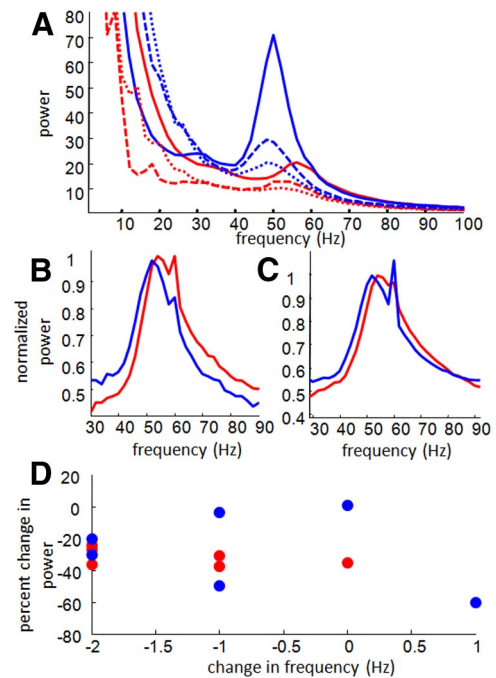 A
80
70
60
50
40
30
20
10
power
10 20 30 40 50 60 70 80 90 100
frequency (Hz)
B
1
0.9
0.8
0.7
0.6
0.5
normalized
power
30 40 50 60 70 80 90
frequency (Hz)
C
1
0.9
0.8
0.7
0.6
0.5
0.4
30 40 50 60 70 80 90
frequency (Hz)
D
20
0
-20
-40
-60
-80
percent change in
power
-2 -1.5 -1 -0.5 0 0.5 1
change in frequency (Hz)